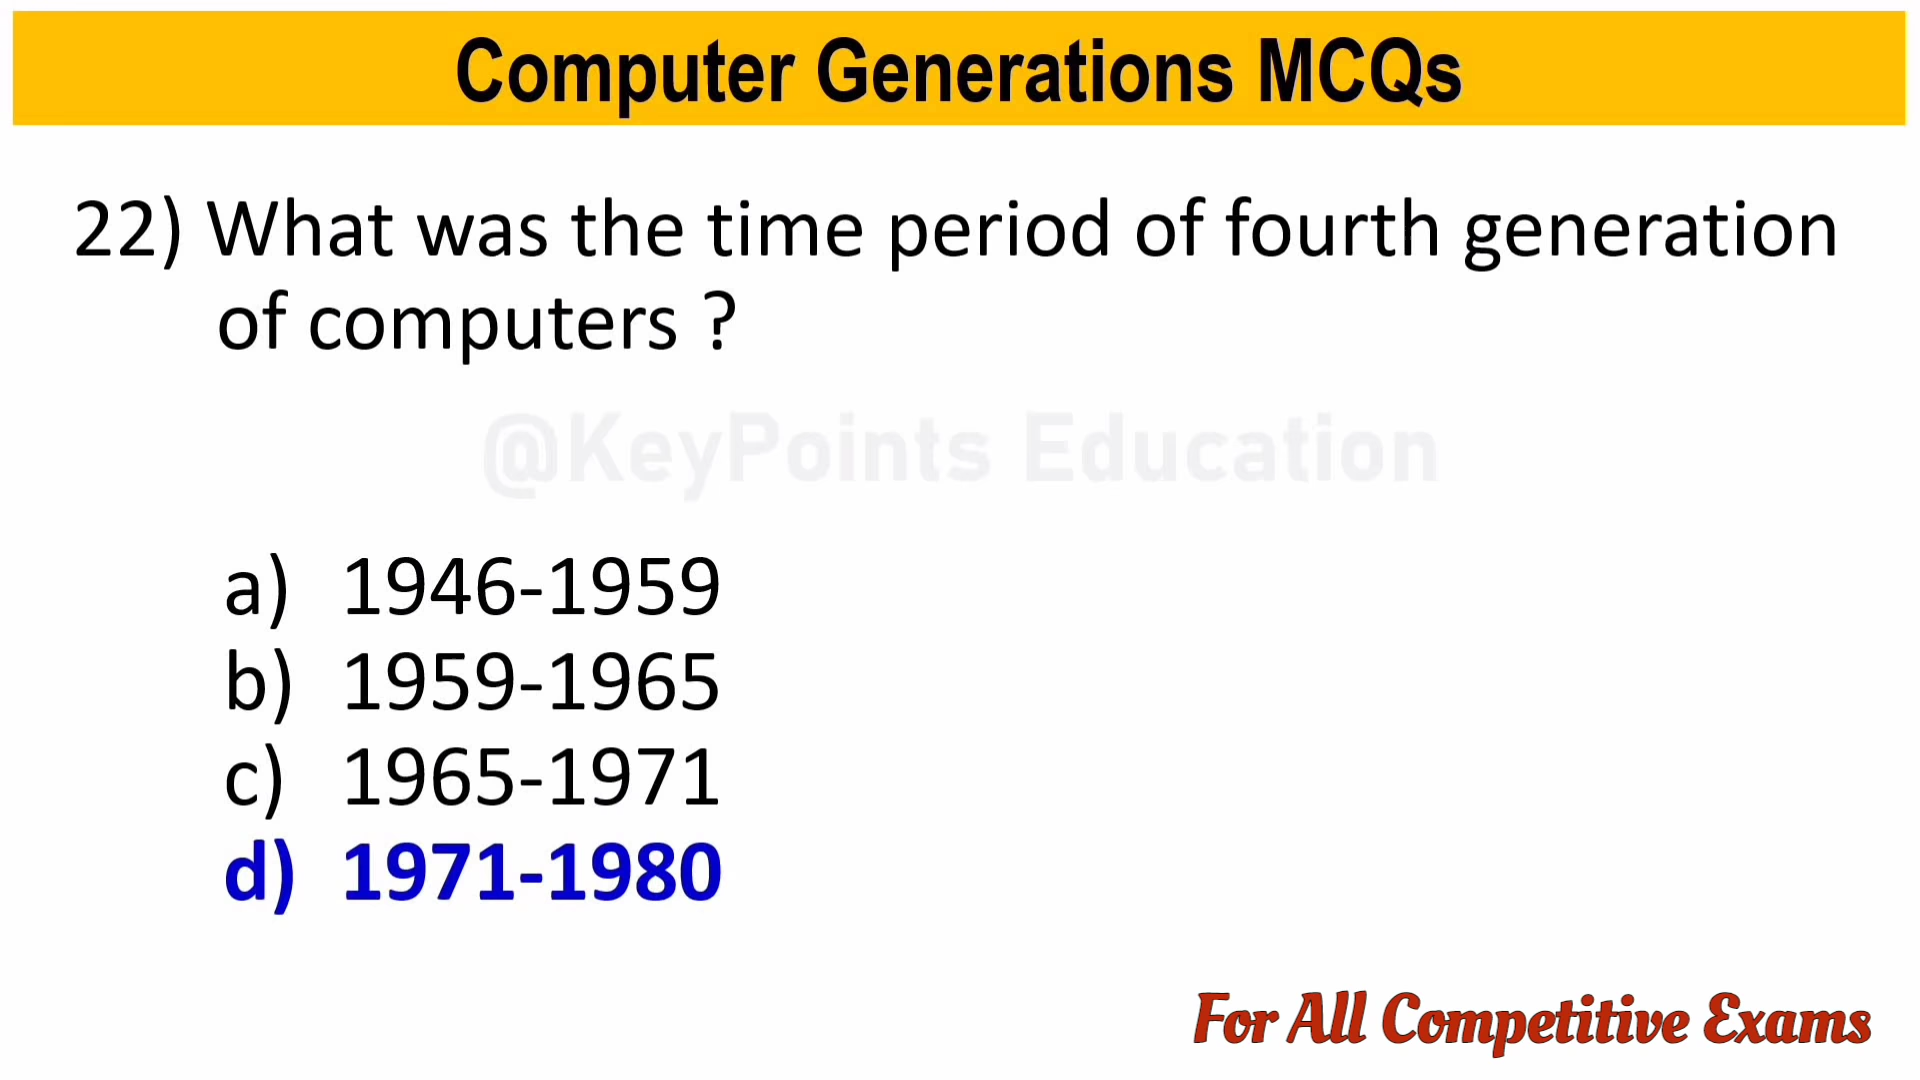 Computer Generations MCQs
22) What was the time period of fourth generation
of computers ?
@KeyPoints Education
a) 1946-1959
b) 1959-1965
c) 1965-1971
d) 1971-1980
For All Competitive Exams